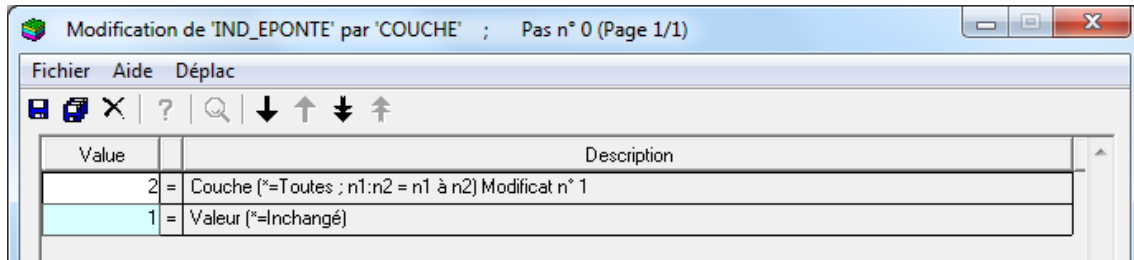 Modification de 'IND_EPONTE' par 'COUCHE' ; Pas n° 0 (Page 1/1)
Fichier Aide Déplac
Value Description
2 = Couche (*=Toutes ; n1:n2 = n1 à n2) Modificat n° 1
1 = Valeur (*=Inchangé)